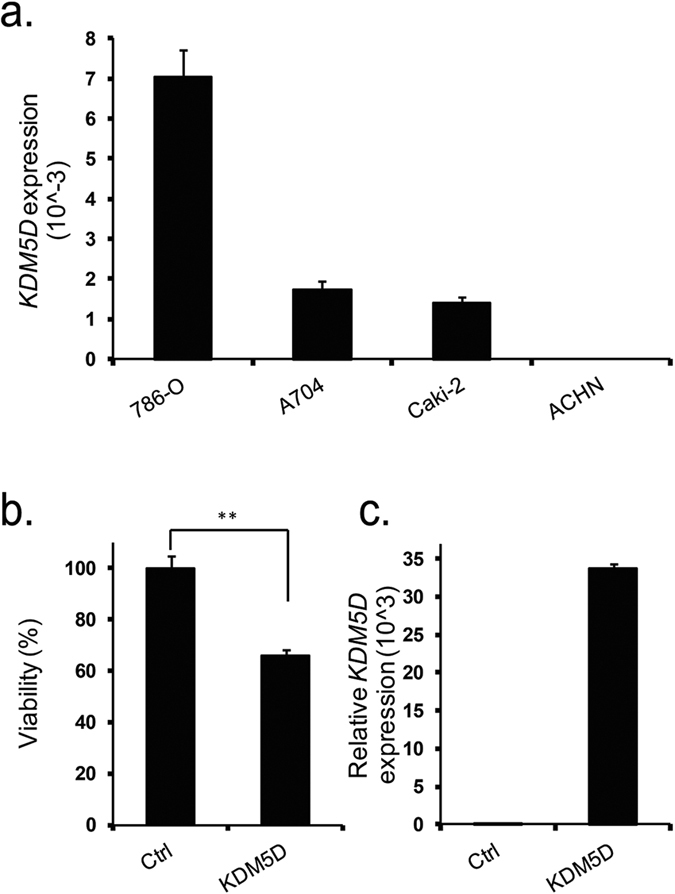 a.
KDM5D expression
(10^-3)
8
7
6
5
4
3
2
1
0
786-O
A704
Caki-2
ACHN
b.
**
Viability (%)
100
80
60
40
20
0
Ctrl
KDM5D
c.
Relative KDM5D
expression (10^3)
35
30
25
20
15
10
5
0
Ctrl
KDM5D